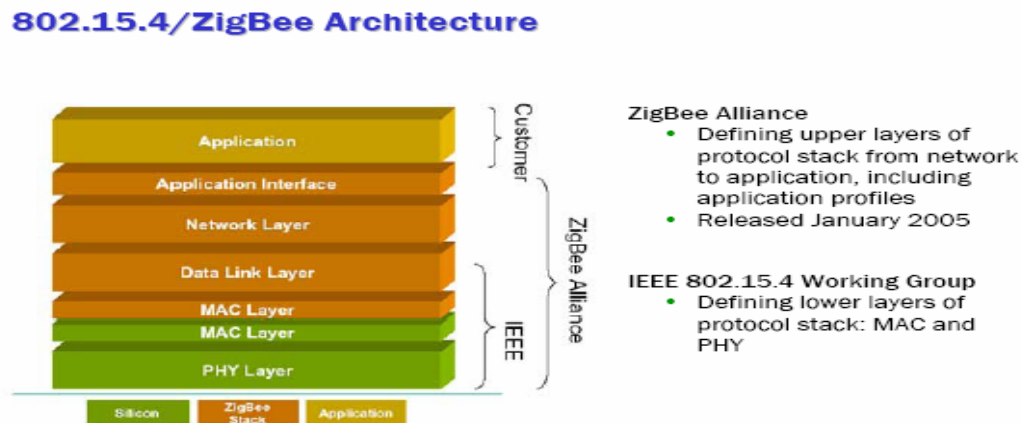 802.15.4/ZigBee Architecture
Application
Application Interface
Network Layer
Data Link Layer
MAC Layer
MAC Layer
PHY Layer
Customer
IEEE
ZigBee Alliance
Silicon
ZigBee
Stack
Application
ZigBee Alliance
• Defining upper layers of
protocol stack from network
to application, including
application profiles
• Released January 2005
IEEE 802.15.4 Working Group
• Defining lower layers of
protocol stack: MAC and
PHY